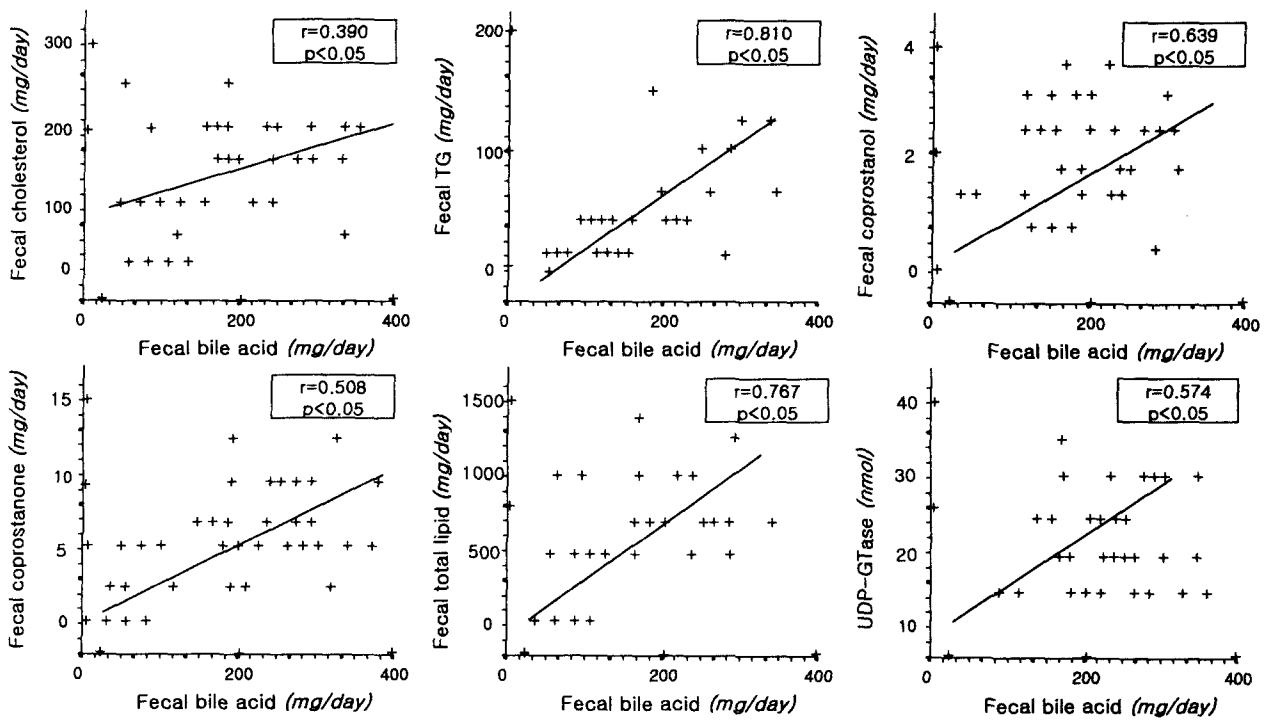 r=0.390
p<0.05
Fecal cholesterol (mg/day)
300
200
100
0
0 200 400
Fecal bile acid (mg/day)
r=0.810
p<0.05
Fecal TG (mg/day)
200
100
0
0 200 400
Fecal bile acid (mg/day)
r=0.639
p<0.05
Fecal coprostanol (mg/day)
4
2
0
0 200 400
Fecal bile acid (mg/day)
r=0.508
p<0.05
Fecal coprostanone (mg/day)
15
10
5
0
0 200 400
Fecal bile acid (mg/day)
r=0.767
p<0.05
Fecal total lipid (mg/day)
1500
1000
500
0
0 200 400
Fecal bile acid (mg/day)
r=0.574
p<0.05
UDP-GTase (nmol)
40
30
20
10
0 200 400
Fecal bile acid (mg/day)